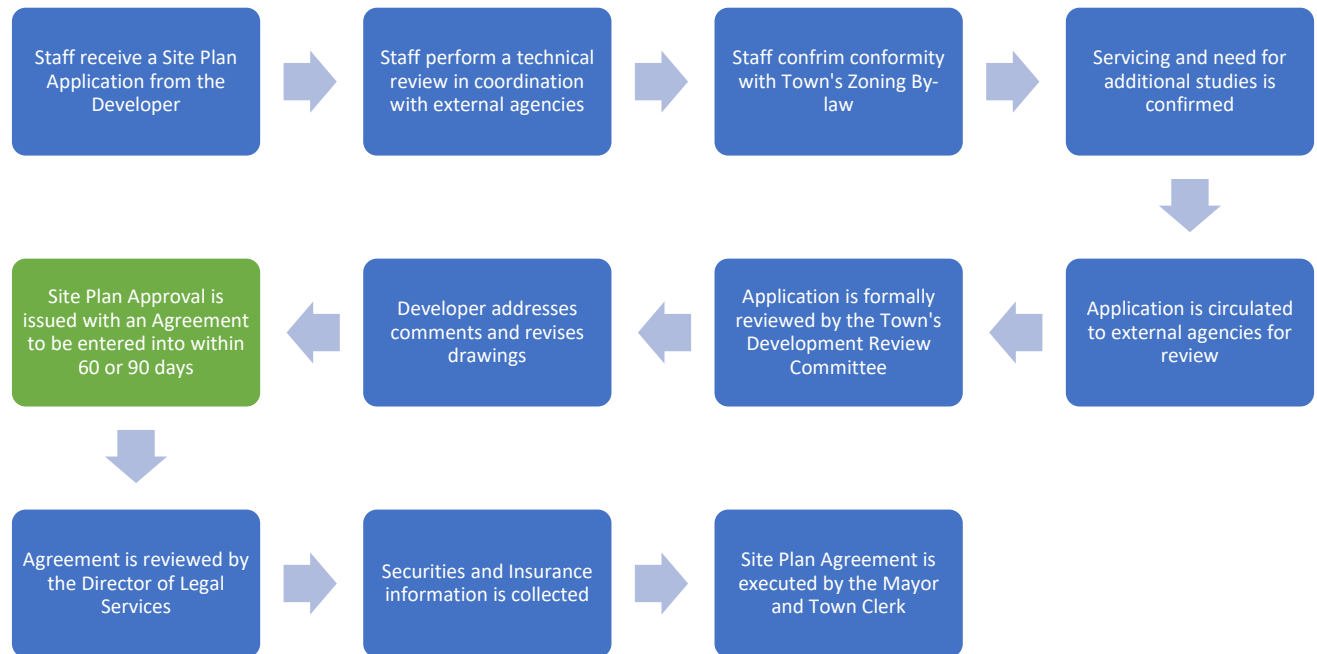 Staff receive a Site Plan
Application from the
Developer
Staff perform a technical
review in coordination
with external agencies
Staff confrim conformity
with Town's Zoning By-
law
Servicing and need for
additional studies is
confirmed
Application is circulated
to external agencies for
review
Application is formally
reviewed by the Town's
Development Review
Committee
Developer addresses
comments and revises
drawings
Site Plan Approval is
issued with an Agreement
to be entered into within
60 or 90 days
Agreement is reviewed by
the Director of Legal
Services
Securities and Insurance
information is collected
Site Plan Agreement is
executed by the Mayor
and Town Clerk